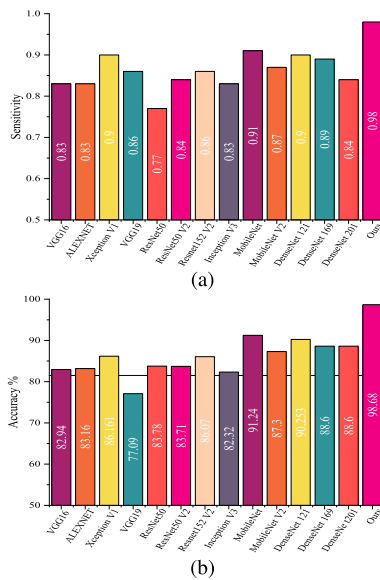 1.0
0.9
0.8
0.7
0.6
0.5
Sensitivity
0.83
0.83
0.9
0.86
0.77
0.84
0.86
0.83
0.91
0.87
0.9
0.89
0.84
0.98
VGG16
ALEXNET
Xception V1
VGG19
ResNet50
ResNet50 V2
Resnet152 V2
Inception V3
MobileNet
MobileNet V2
DenseNet 121
DenseNet 169
DenseNet 201
Ours
(a)
100
90
80
70
60
50
Accuracy %
82.94
83.16
86.161
77.09
83.78
83.71
86.07
82.32
91.24
87.3
90.253
88.6
88.6
98.68
VGG16
ALEXNET
Xception V1
VGG19
ResNet50
ResNet50 V2
Resnet152 V2
Inception V3
MobileNet
MobileNet V2
DenseNet 121
DenseNet 169
DenseNet201
Ours
(b)